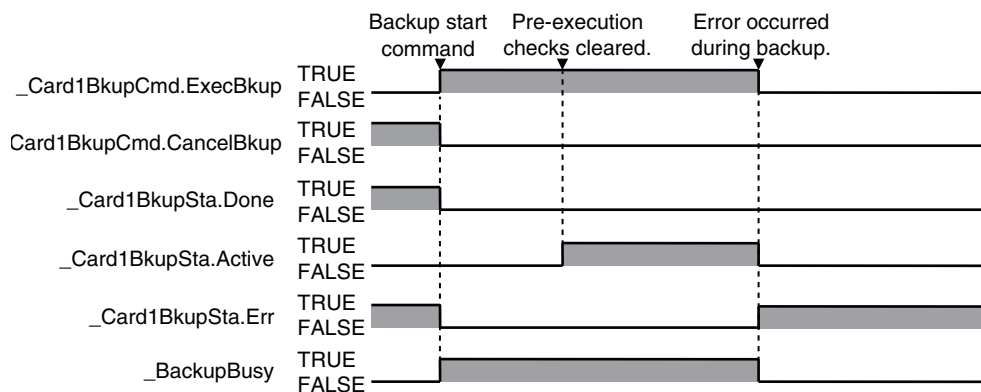 Backup start command
Pre-execution checks cleared.
Error occurred during backup.
_Card1BkupCmd.ExecBkup
TRUE
FALSE
Card1BkupCmd.CancelBkup
TRUE
FALSE
_Card1BkupSta.Done
TRUE
FALSE
_Card1BkupSta.Active
TRUE
FALSE
_Card1BkupSta.Err
TRUE
FALSE
_BackupBusy
TRUE
FALSE